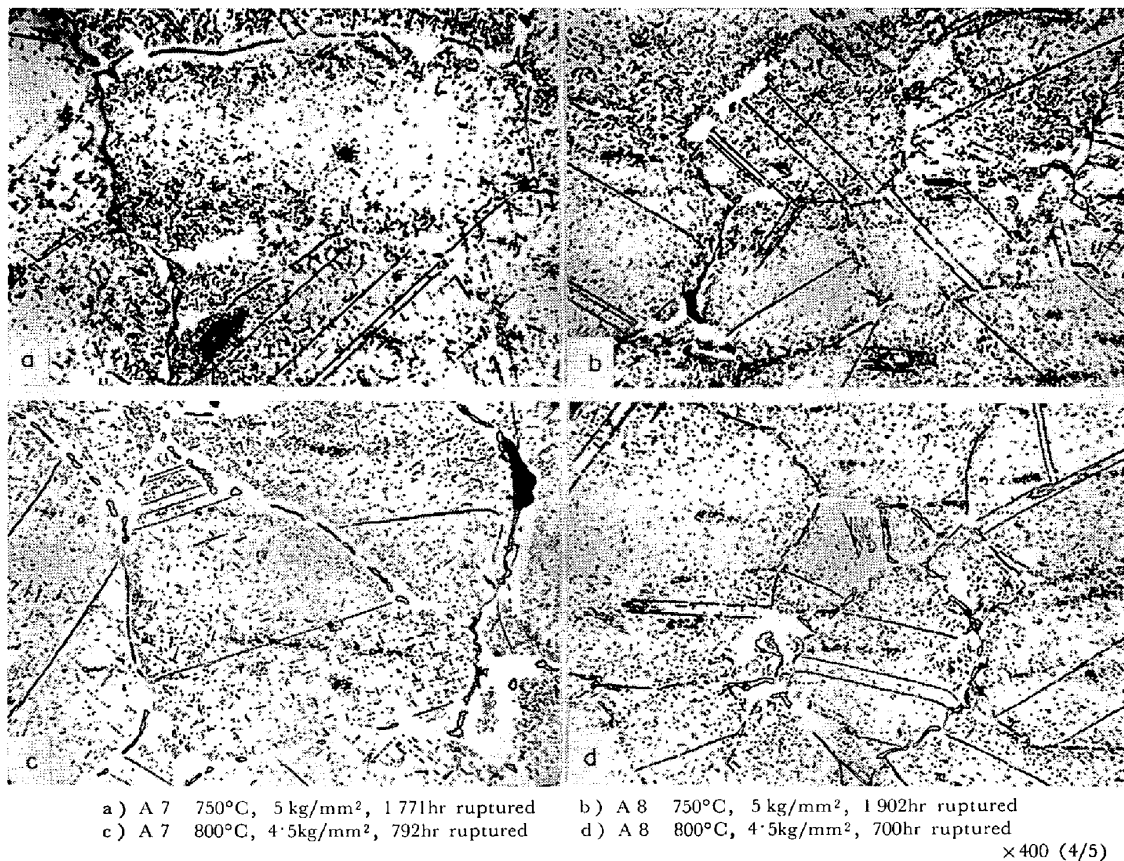 a
b
c
d
a) A 7 750°C, 5 kg/mm², 1 771hr ruptured b) A 8 750°C, 5 kg/mm², 1 902hr ruptured
c) A 7 800°C, 4·5kg/mm², 792hr ruptured d) A 8 800°C, 4·5kg/mm², 700hr ruptured
×400 (4/5)